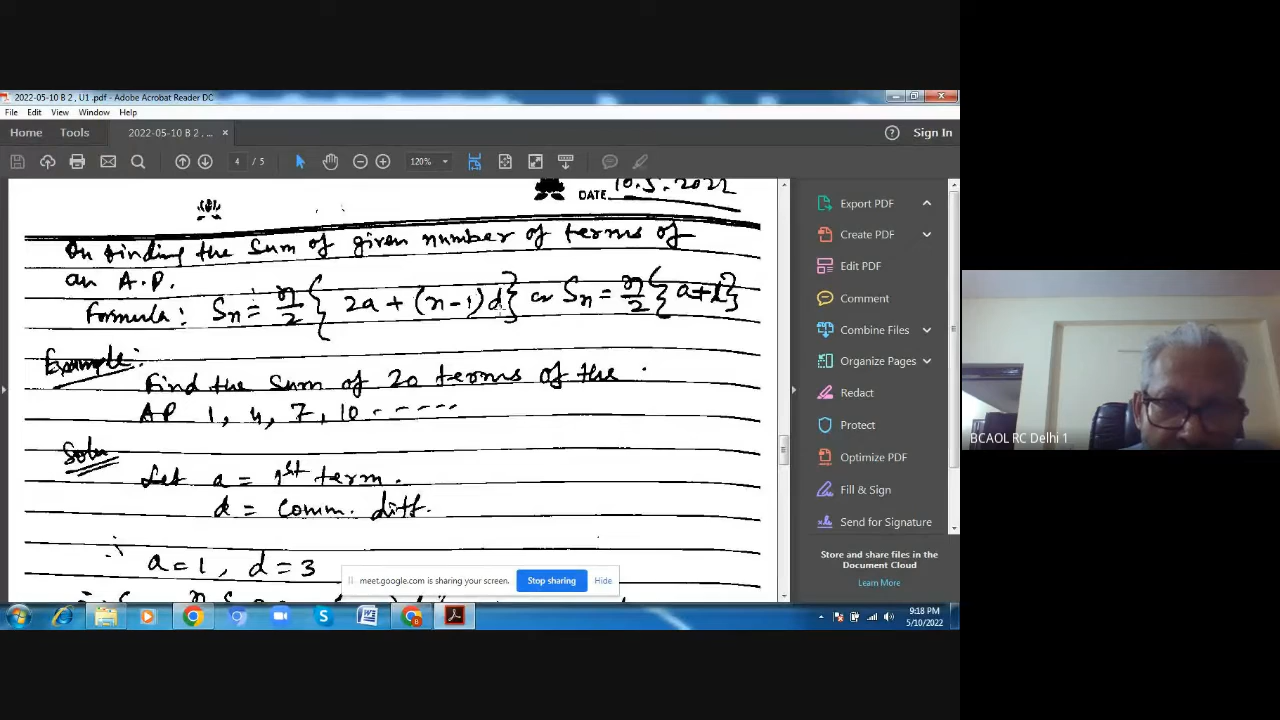 2022-05-10 B 2 , U1 .pdf - Adobe Acrobat Reader DC
File Edit View Window Help
Home Tools 2022-05-10 B 2 , ... × Sign In
4 / 5 120%
DATE 10.5.2022
On finding the sum of given number of terms of
an A.P.
Formula : Sn = n/2 { 2a + (n-1)d} or Sn = n/2 {a+l}
Example:
Find the sum of 20 terms of the
AP 1, 4, 7, 10 - - - - -
Soln
Let a = 1st term.
d = comm. diff.
∴ a = 1, d = 3
meet.google.com is sharing your screen. Stop sharing Hide
Export PDF
Create PDF
Edit PDF
Comment
Combine Files
Organize Pages
Redact
Protect
Optimize PDF
Fill & Sign
Send for Signature
Store and share files in the
Document Cloud
Learn More
BCAOL RC Delhi 1
9:18 PM
5/10/2022